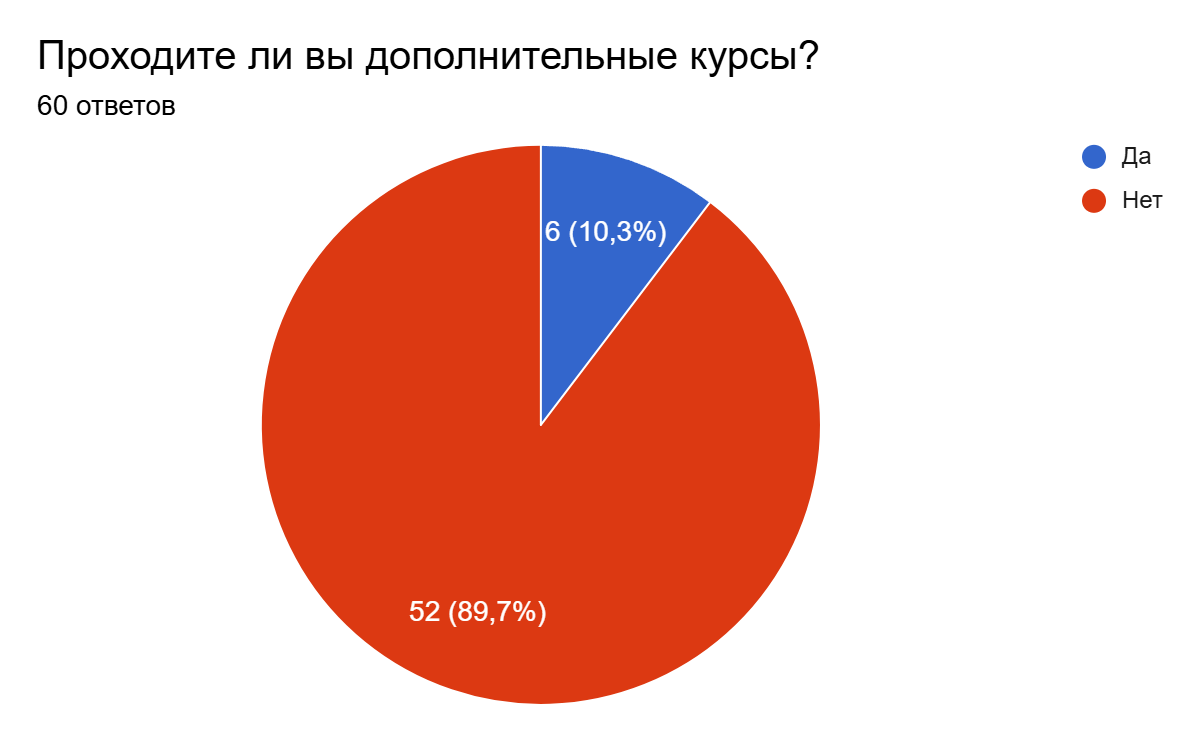 Проходите ли вы дополнительные курсы?
60 ответов
Да
Нет
6 (10,3%)
52 (89,7%)